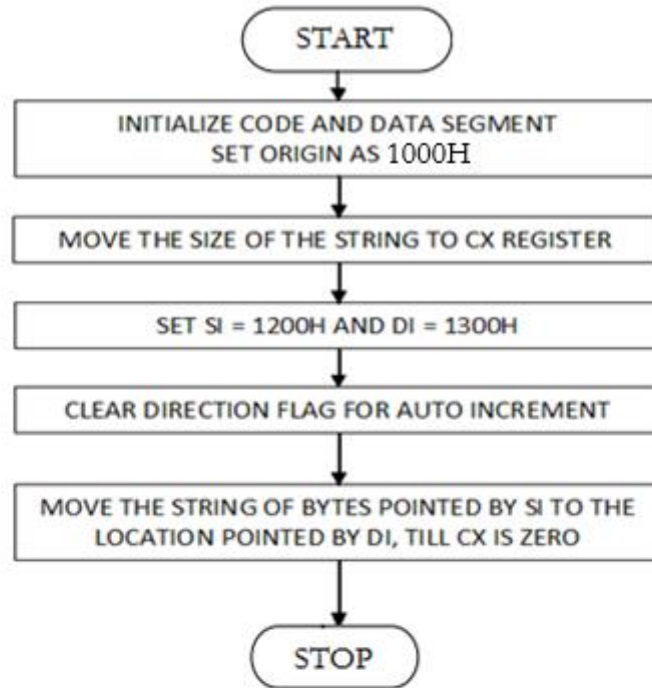 START
INITIALIZE CODE AND DATA SEGMENT
SET ORIGIN AS 1000H
MOVE THE SIZE OF THE STRING TO CX REGISTER
SET SI = 1200H AND DI = 1300H
CLEAR DIRECTION FLAG FOR AUTO INCREMENT
MOVE THE STRING OF BYTES POINTED BY SI TO THE
LOCATION POINTED BY DI, TILL CX IS ZERO
STOP